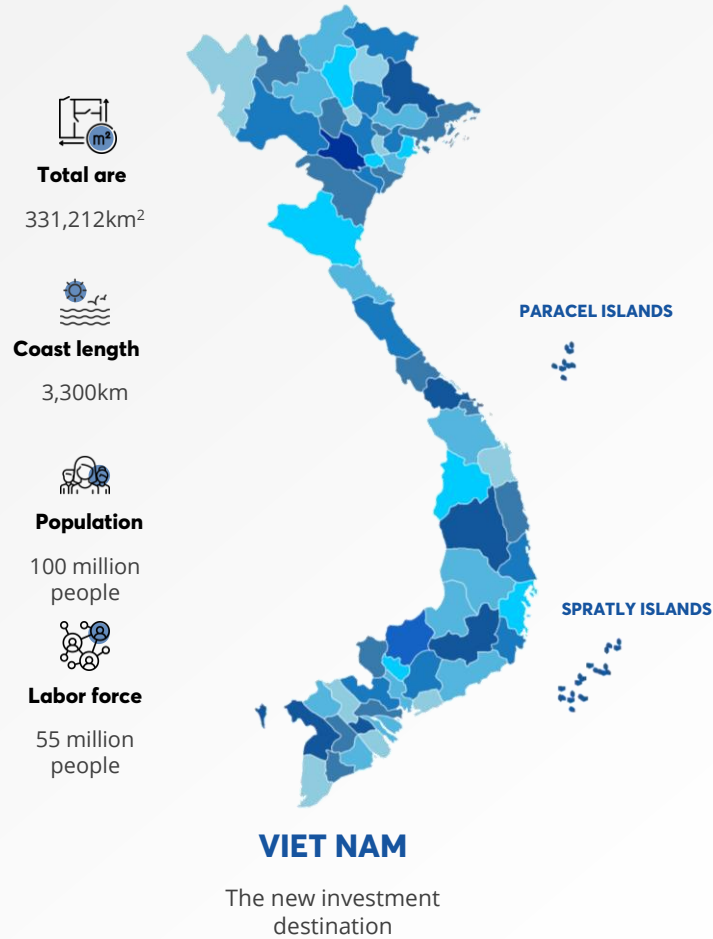 m²
Total are
331,212km²
Coast length
3,300km
Population
100 million
people
Labor force
55 million
people
PARACEL ISLANDS
SPRATLY ISLANDS
VIET NAM
The new investment
destination